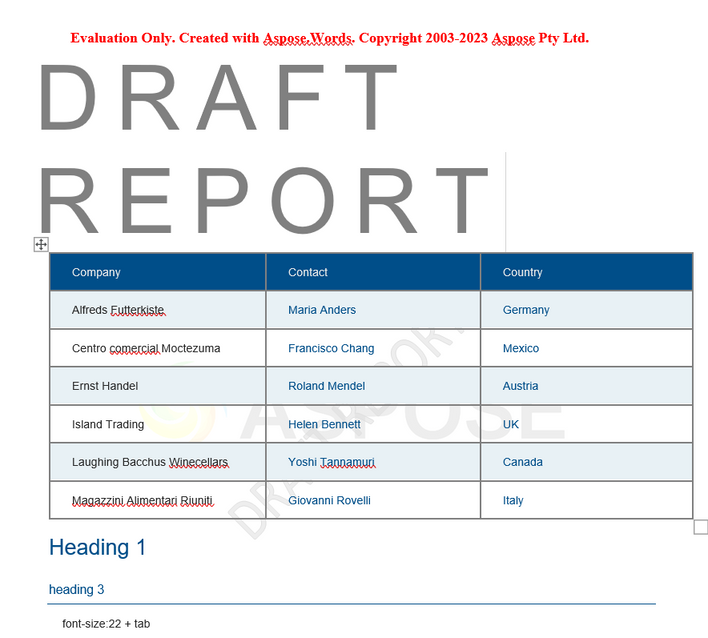 Evaluation Only. Created with Aspose.Words. Copyright 2003-2023 Aspose Pty Ltd.
DRAFT
REPORT
Company Contact Country
Alfreds Futterkiste Maria Anders Germany
Centro comercial Moctezuma Francisco Chang Mexico
Ernst Handel Roland Mendel Austria
Island Trading Helen Bennett UK
Laughing Bacchus Winecellars Yoshi Tannamuri Canada
Magazzini Alimentari Riuniti Giovanni Rovelli Italy
ASPOSE
DRAFT REPORT
Heading 1
heading 3
font-size:22 + tab